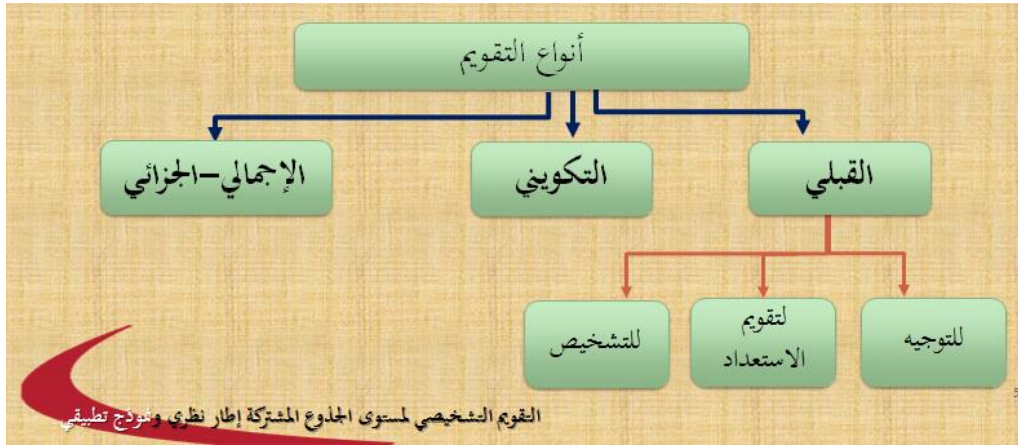 أنواع التقويم
القبلي
التكويني
الإجمالي-الجزائي
للتوجيه
لتقويم
الاستعداد
للتشخيص
التقويم التشخيصي لمستوى الجذوع المشتركة إطار نظري ونموذج تطبيقي
5